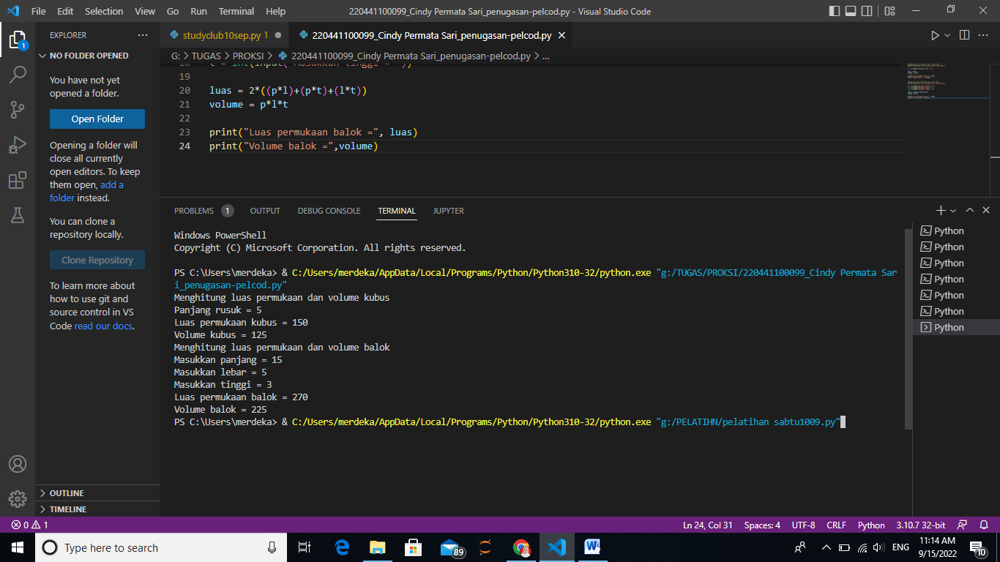 File Edit Selection View Go Run Terminal Help
220441100099_Cindy Permata Sari_penugasan-pelcod.py - Visual Studio Code
EXPLORER
NO FOLDER OPENED
You have not yet
opened a folder.
Open Folder
Opening a folder will
close all currently
open editors. To keep
them open, add a
folder instead.
You can clone a
repository locally.
Clone Repository
To learn more about
how to use git and
source control in VS
Code read our docs.
OUTLINE
TIMELINE
1
studyclub10sep.py 1
220441100099_Cindy Permata Sari_penugasan-pelcod.py
G: > TUGAS > PROKSI > 220441100099_Cindy Permata Sari_penugasan-pelcod.py > ...
18 t = int(input("Masukkan tinggi = "))
19
20 luas = 2*((p*l)+(p*t)+(l*t))
21 volume = p*l*t
22
23 print("Luas permukaan balok =", luas)
24 print("Volume balok =",volume)
PROBLEMS 1 OUTPUT DEBUG CONSOLE TERMINAL JUPYTER
Windows PowerShell
Copyright (C) Microsoft Corporation. All rights reserved.
PS C:\Users\merdeka> & C:/Users/merdeka/AppData/Local/Programs/Python/Python310-32/python.exe "g:/TUGAS/PROKSI/220441100099_Cindy Permata Sar
i_penugasan-pelcod.py"
Menghitung luas permukaan dan volume kubus
Panjang rusuk = 5
Luas permukaan kubus = 150
Volume kubus = 125
Menghitung luas permukaan dan volume balok
Masukkan panjang = 15
Masukkan lebar = 5
Masukkan tinggi = 3
Luas permukaan balok = 270
Volume balok = 225
PS C:\Users\merdeka> & C:/Users/merdeka/AppData/Local/Programs/Python/Python310-32/python.exe "g:/PELATIHN/pelatihan sabtu1009.py"
Python
Python
Python
Python
Python
Python
Python
0 1
Ln 24, Col 31 Spaces: 4 UTF-8 CRLF Python 3.10.7 32-bit
Type here to search
89
ENG
11:14 AM
9/15/2022
10